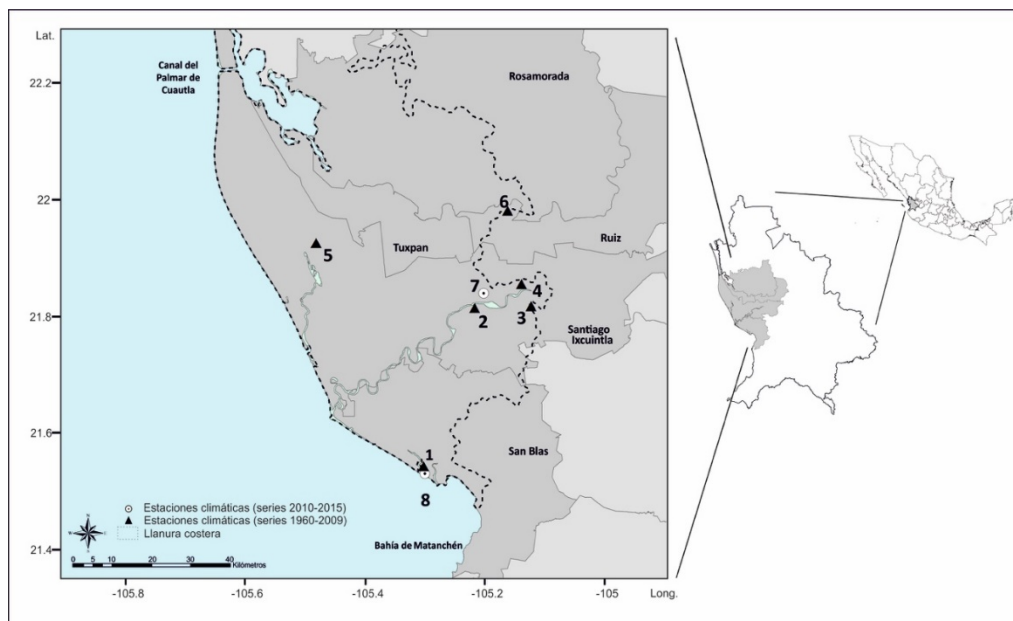 Lat.
Canal del
Palmar de
Cuautla
Rosamorada
22.2
6
22
Ruiz
Tuxpan
5
7
4
2
3
21.8
Santiago
Ixcuintla
21.6
San Blas
1
8
Estaciones climáticas (series 2010-2015)
Estaciones climáticas (series 1960-2009)
Llanura costera
Bahía de Matanchén
21.4
0 5 10 20 30 40
Kilómetros
-105.8 -105.6 -105.4 -105.2 -105 Long.